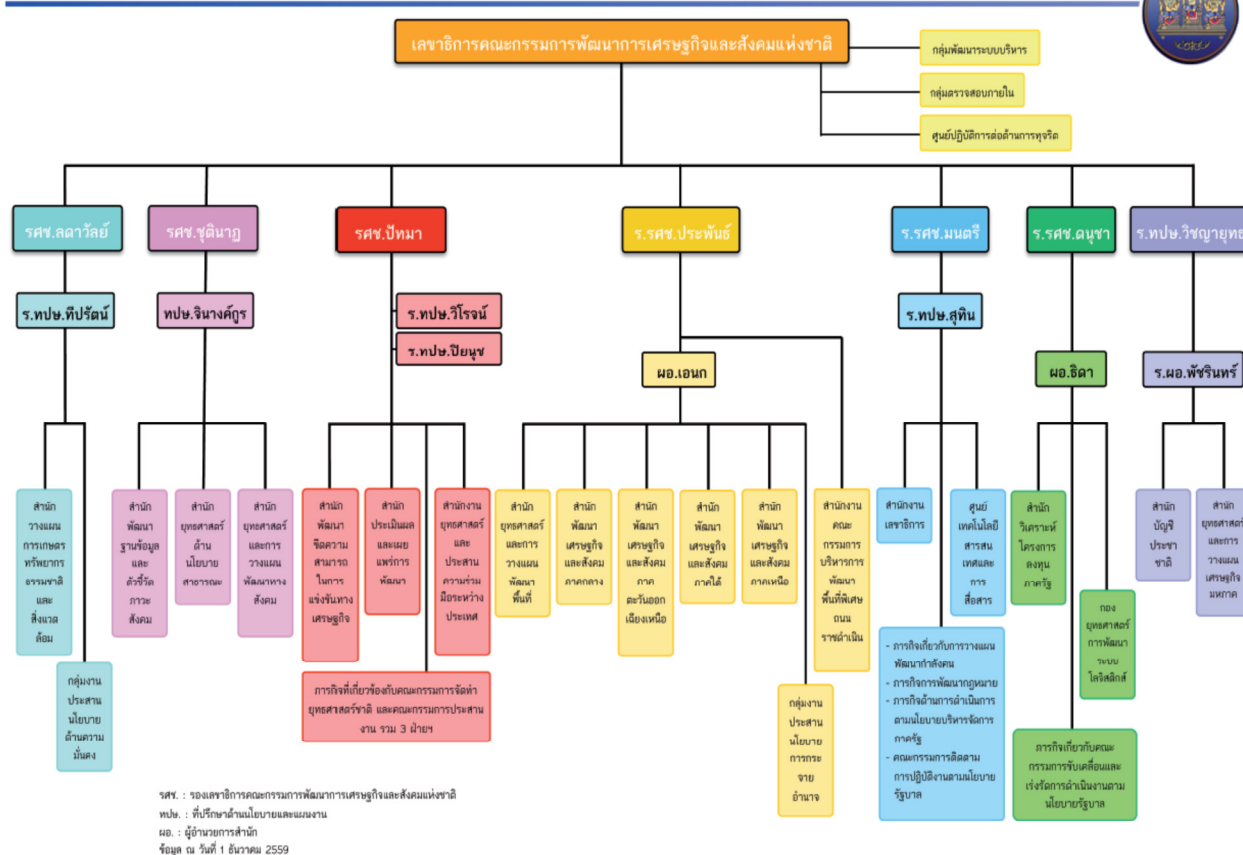 เลขาธิการคณะกรรมการพัฒนาการเศรษฐกิจและสังคมแห่งชาติ
กลุ่มพัฒนาระบบบริหาร
กลุ่มตรวจสอบภายใน
ศูนย์ปฏิบัติการต่อต้านการทุจริต
รศช.ลดาวัลย์
รศช.ชุตินาฏ
รศช.ปัทมา
ร.รศช.ประพันธ์
ร.รศช.มนตรี
ร.รศช.ดนุชา
ร.ทปษ.วิชญายุทธ
ร.ทปษ.ทีปรัตน์
ทปษ.จินางค์กูร
ร.ทปษ.วิโรจน์
ร.ทปษ.ปิยนุช
ร.ทปษ.สุทิน
ผอ.เอนก
ผอ.ธิดา
ร.ผอ.พัชรินทร์
สำนัก
วางแผน
การเกษตร
ทรัพยากร
ธรรมชาติ
และ
สิ่งแวด
ล้อม
กลุ่มงาน
ประสาน
นโยบาย
ด้านความ
มั่นคง
สำนัก
พัฒนา
ฐานข้อมูล
และ
ตัวชี้วัด
ภาวะ
สังคม
สำนัก
ยุทธศาสตร์
ด้าน
นโยบาย
สาธารณะ
สำนัก
ยุทธศาสตร์
และการ
วางแผน
พัฒนาทาง
สังคม
สำนัก
พัฒนา
ขีดความ
สามารถ
ในการ
แข่งขันทาง
เศรษฐกิจ
สำนัก
ประเมินผล
และเผย
แพร่การ
พัฒนา
สำนักงาน
ยุทธศาสตร์
และ
ประสาน
ความร่วม
มือระหว่าง
ประเทศ
ภารกิจที่เกี่ยวข้องกับคณะกรรมการจัดทำ
ยุทธศาสตร์ชาติ และคณะกรรมการประสาน
งาน รวม 3 ฝ่ายฯ
สำนัก
ยุทธศาสตร์
และการ
วางแผน
พัฒนา
พื้นที่
สำนัก
พัฒนา
เศรษฐกิจ
และสังคม
ภาคกลาง
สำนัก
พัฒนา
เศรษฐกิจ
และสังคม
ภาค
ตะวันออก
เฉียงเหนือ
สำนัก
พัฒนา
เศรษฐกิจ
และสังคม
ภาคใต้
สำนัก
พัฒนา
เศรษฐกิจ
และสังคม
ภาคเหนือ
กลุ่มงาน
ประสาน
นโยบาย
การกระ
จาย
อำนาจ
สำนักงาน
คณะ
กรรมการ
บริหารการ
พัฒนา
พื้นที่พิเศษ
ถนน
ราชดำเนิน
สำนักงาน
เลขาธิการ
ศูนย์
เทคโนโลยี
สารสน
เทศและ
การ
สื่อสาร
- ภารกิจเกี่ยวกับการวางแผน
พัฒนากำลังคน
- ภารกิจการพัฒนากฎหมาย
- ภารกิจด้านการดำเนินการ
ตามนโยบายบริหารจัดการ
ภาครัฐ
- คณะกรรมการติดตาม
การปฏิบัติงานตามนโยบาย
รัฐบาล
สำนัก
วิเคราะห์
โครงการ
ลงทุน
ภาครัฐ
กอง
ยุทธศาสตร์
การพัฒนา
ระบบ
โลจิสติกส์
ภารกิจเกี่ยวกับคณะ
กรรมการขับเคลื่อนและ
เร่งรัดการดำเนินงานตาม
นโยบายรัฐบาล
สำนัก
บัญชี
ประชา
ชาติ
สำนัก
ยุทธศาสตร์
และการ
วางแผน
เศรษฐกิจ
มหภาค
รศช. : รองเลขาธิการคณะกรรมการพัฒนาการเศรษฐกิจและสังคมแห่งชาติ
ทปษ. : ที่ปรึกษาด้านนโยบายและแผนงาน
ผอ. : ผู้อำนวยการสำนัก
ข้อมูล ณ วันที่ 1 ธันวาคม 2559